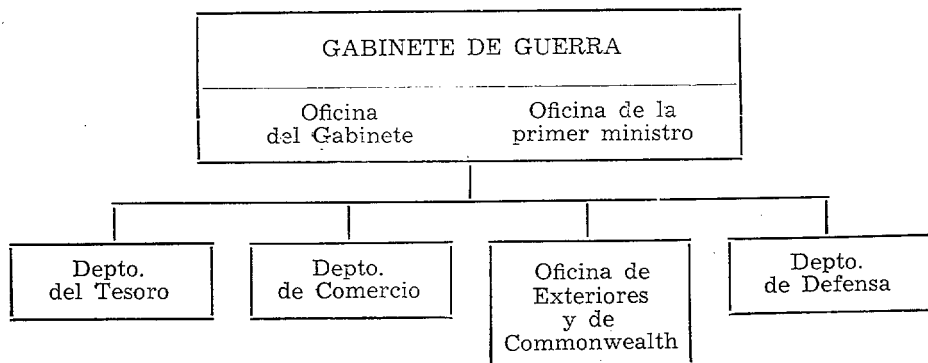 GABINETE DE GUERRA
Oficina
del Gabinete
Oficina de la
primer ministro
Depto.
del Tesoro
Depto.
de Comercio
Oficina de
Exteriores
y de
Commonwealth
Depto.
de Defensa